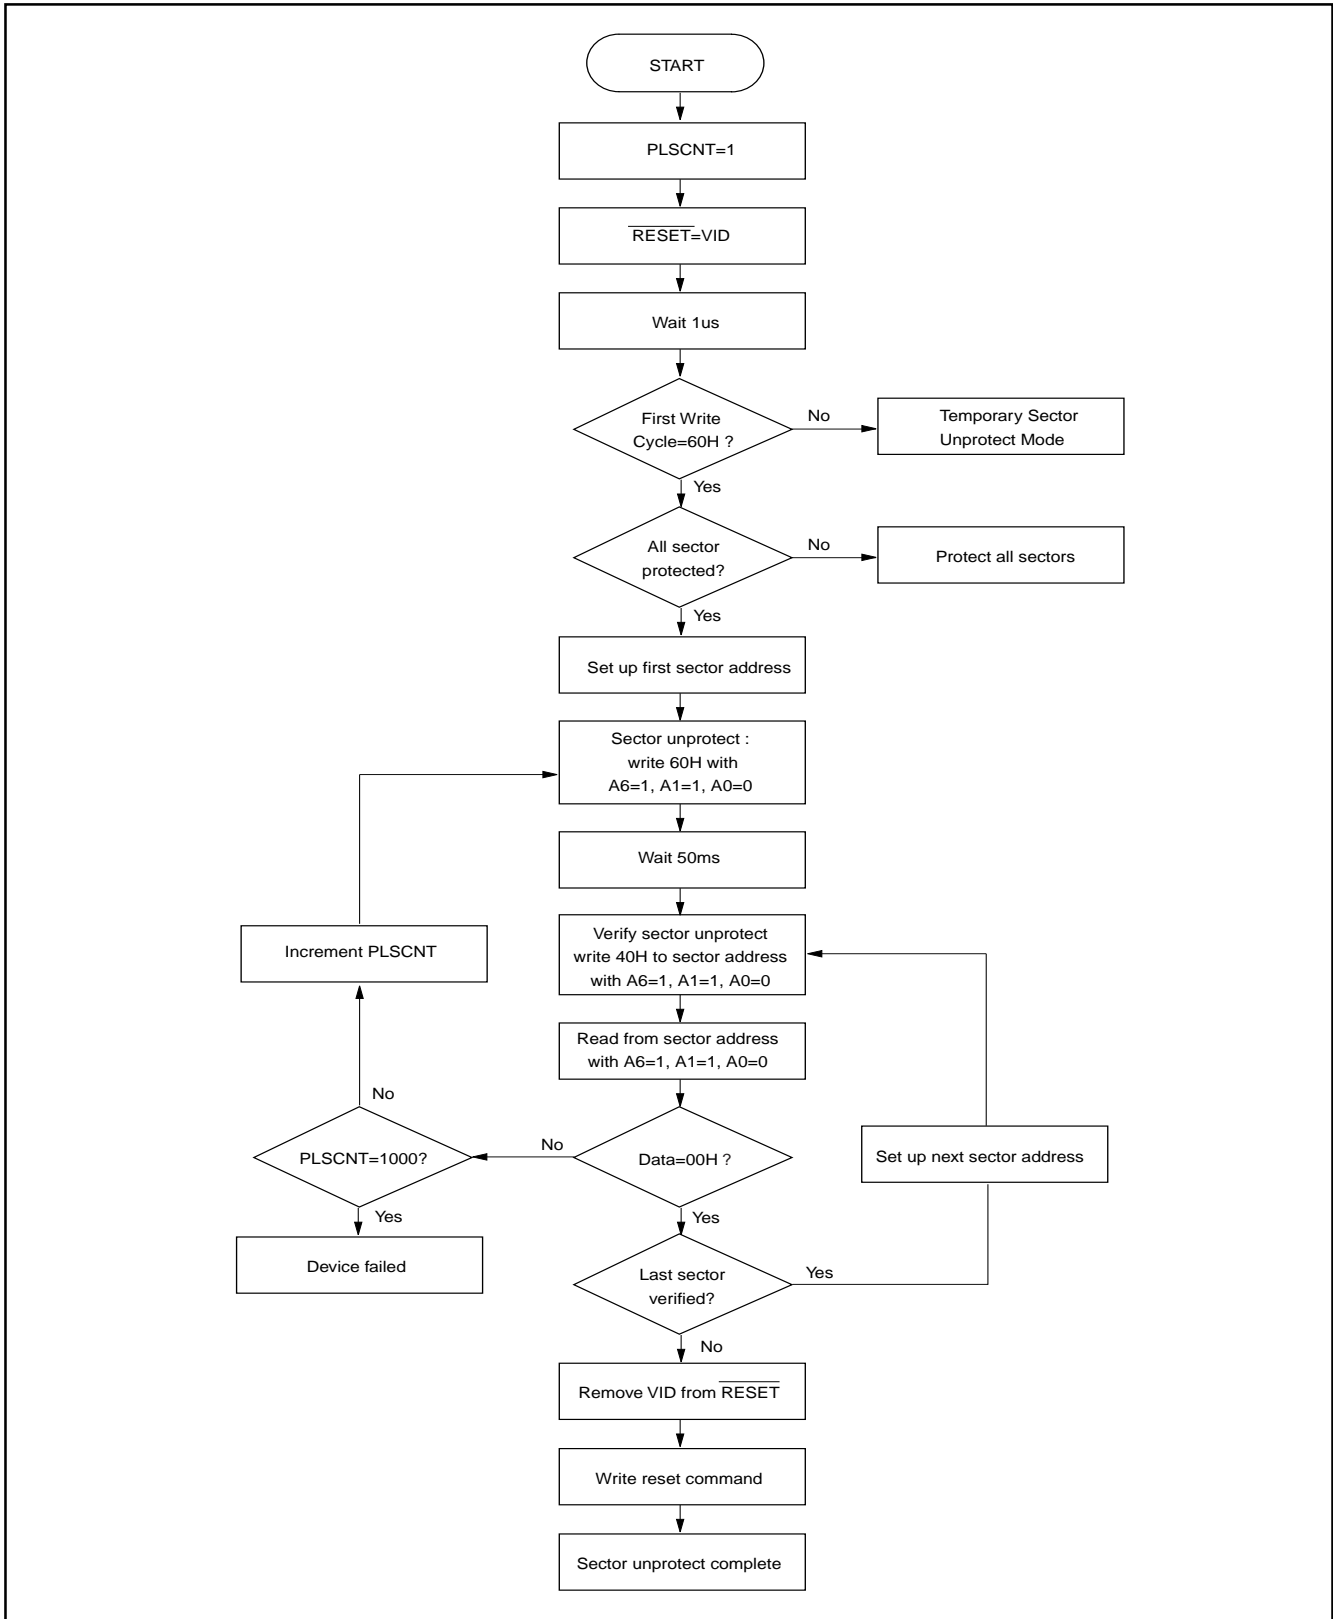 START
PLSCNT=1
RESET=VID
Wait 1us
First Write
Cycle=60H ?
No
Temporary Sector
Unprotect Mode
Yes
All sector
protected?
No
Protect all sectors
Yes
Set up first sector address
Sector unprotect :
write 60H with
A6=1, A1=1, A0=0
Wait 50ms
Increment PLSCNT
Verify sector unprotect
write 40H to sector address
with A6=1, A1=1, A0=0
Read from sector address
with A6=1, A1=1, A0=0
No
PLSCNT=1000?
No
Data=00H ?
Set up next sector address
Yes
Yes
Device failed
Last sector
verified?
Yes
No
Remove VID from RESET
Write reset command
Sector unprotect complete